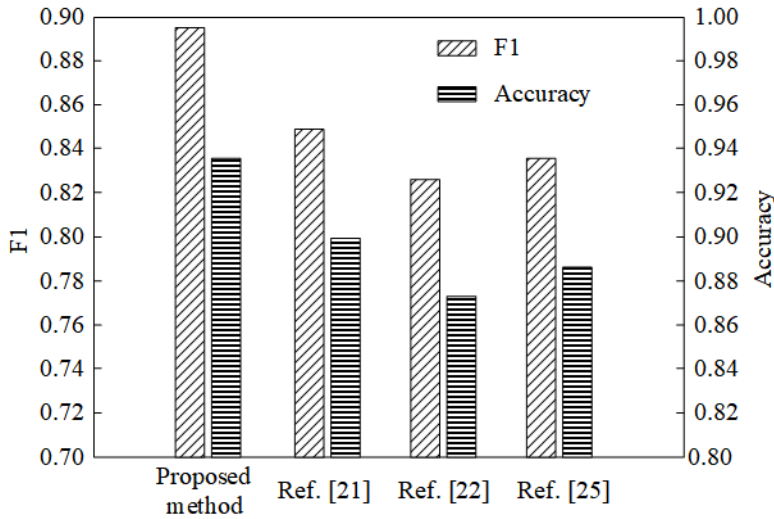 0.90
0.88
0.86
0.84
0.82
0.80
0.78
0.76
0.74
0.72
0.70
F1
F1
Accuracy
1.00
0.98
0.96
0.94
0.92
0.90
0.88
0.86
0.84
0.82
0.80
Accuracy
Proposed
method
Ref. [21]
Ref. [22]
Ref. [25]